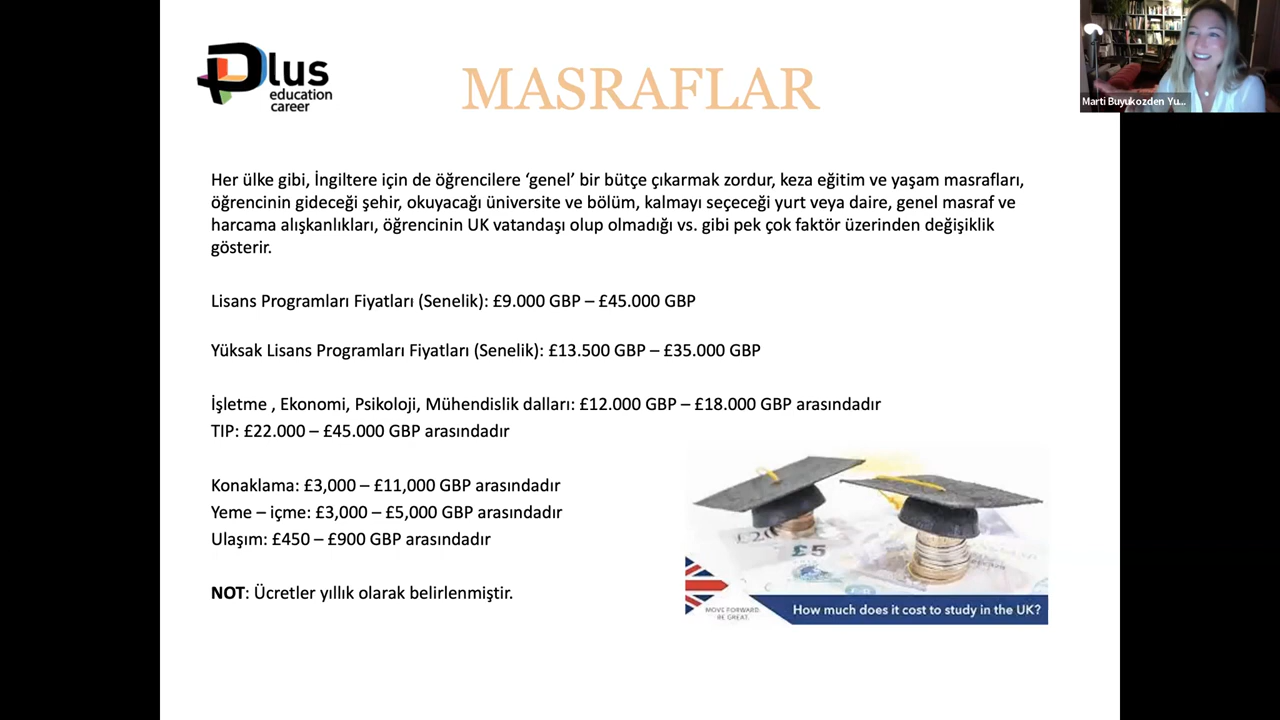 Plus
education
career
MASRAFLAR
Marti Buyukozden Yu...
Her ülke gibi, İngiltere için de öğrencilere ‘genel’ bir bütçe çıkarmak zordur, keza eğitim ve yaşam masrafları,
öğrencinin gideceği şehir, okuyacağı üniversite ve bölüm, kalmayı seçeceği yurt veya daire, genel masraf ve
harcama alışkanlıkları, öğrencinin UK vatandaşı olup olmadığı vs. gibi pek çok faktör üzerinden değişiklik
gösterir.
Lisans Programları Fiyatları (Senelik): £9.000 GBP – £45.000 GBP
Yüksak Lisans Programları Fiyatları (Senelik): £13.500 GBP – £35.000 GBP
İşletme , Ekonomi, Psikoloji, Mühendislik dalları: £12.000 GBP – £18.000 GBP arasındadır
TIP: £22.000 – £45.000 GBP arasındadır
Konaklama: £3,000 – £11,000 GBP arasındadır
Yeme – içme: £3,000 – £5,000 GBP arasındadır
Ulaşım: £450 – £900 GBP arasındadır
NOT: Ücretler yıllık olarak belirlenmiştir.
£20
£5
MOVE FORWARD.
BE GREAT.
How much does it cost to study in the UK?